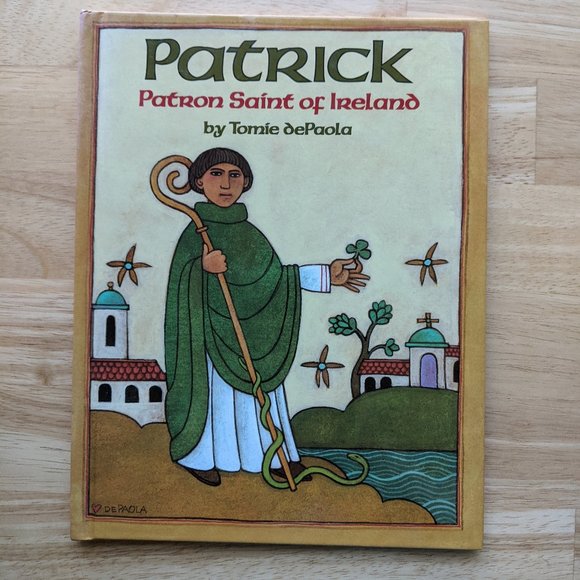 Patrick
Patron Saint of Ireland
by Tomie dePaola
DEPAOLA